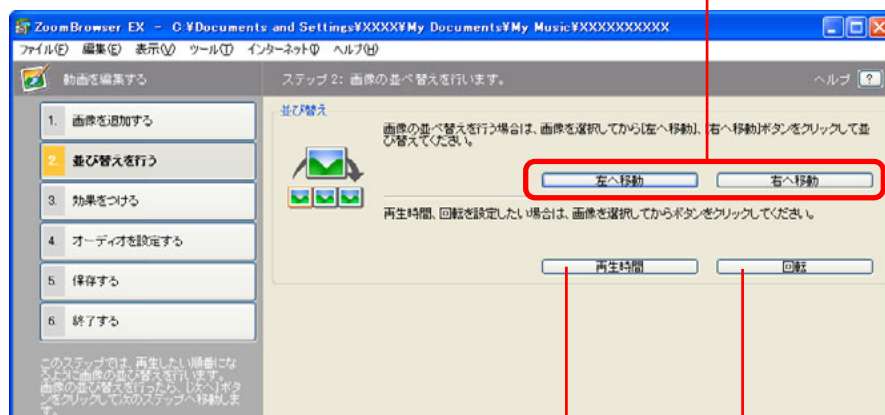 ZoomBrowser EX - C:¥Documents and Settings¥XXXX¥My Documents¥My Music¥XXXXXXXXXX
ファイル(F) 編集(E) 表示(V) ツール(T) インターネット(I) ヘルプ(H)
動画を編集する
ステップ 2: 画像の並べ替えを行います。
ヘルプ ?
1. 画像を追加する
2. 並び替えを行う
3. 効果をつける
4. オーディオを設定する
5. 保存する
6. 終了する
このステップでは、再生したい順番にな
るように画像の並び替えを行います。
画像の並び替えを行ったら、[次へ]ボタ
ンをクリックして次のステップへ移動しま
す。
並び替え
画像の並べ替えを行う場合は、画像を選択してから[左へ移動]、[右へ移動]ボタンをクリックして並
び替えてください。
左へ移動
右へ移動
再生時間、回転を設定したい場合は、画像を選択してからボタンをクリックしてください。
再生時間
回転